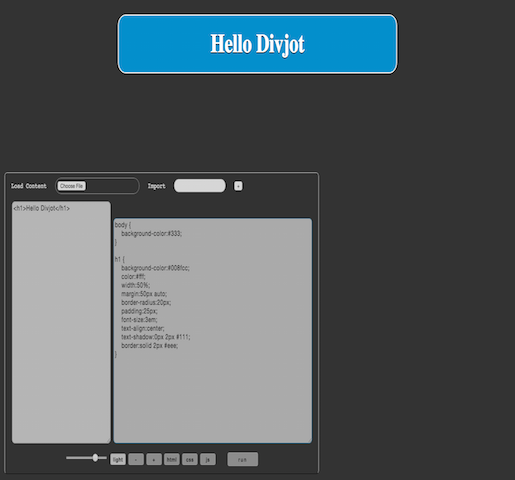 Hello Divjot
Load Content Choose File Import -
<h1>Hello Divjot</h1>
body {
background-color:#333;
}
h1 {
background-color:#008fcc;
color:#fff;
width:50%;
margin:50px auto;
border-radius:20px;
padding:25px;
font-size:3em;
text-align:center;
text-shadow:0px 2px #111;
border:solid 2px #eee;
}
light - + html css js run